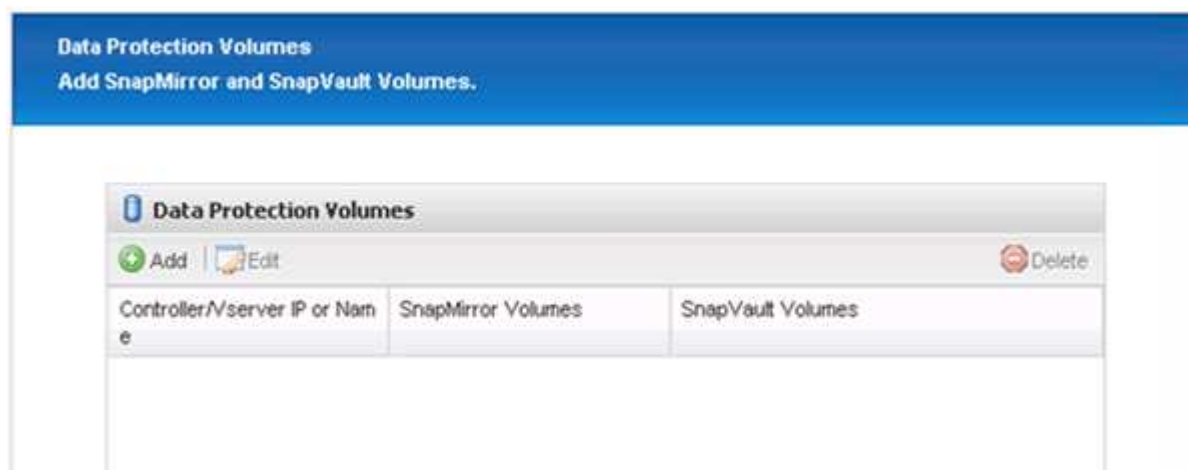 Data Protection Volumes
Add SnapMirror and SnapVault Volumes.
Data Protection Volumes
Add Edit Delete
Controller/Vserver IP or Nam SnapMirror Volumes SnapVault Volumes
e